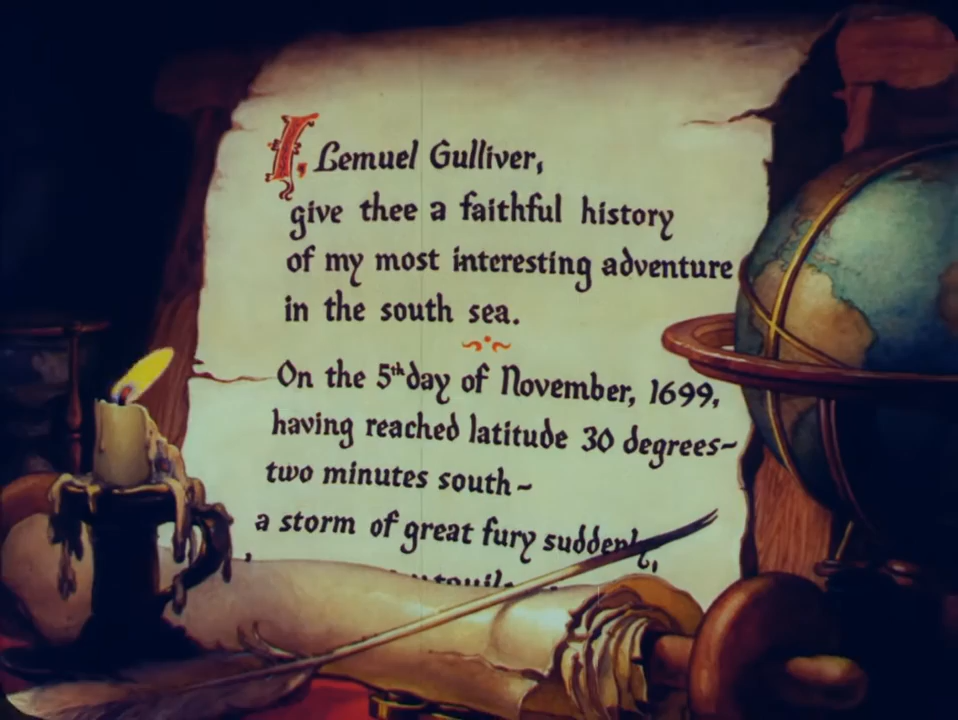 I, Lemuel Gulliver,
give thee a faithful history
of my most interesting adventure
in the south sea.
On the 5th day of November, 1699,
having reached latitude 30 degrees~
two minutes south~
a storm of great fury suddenly